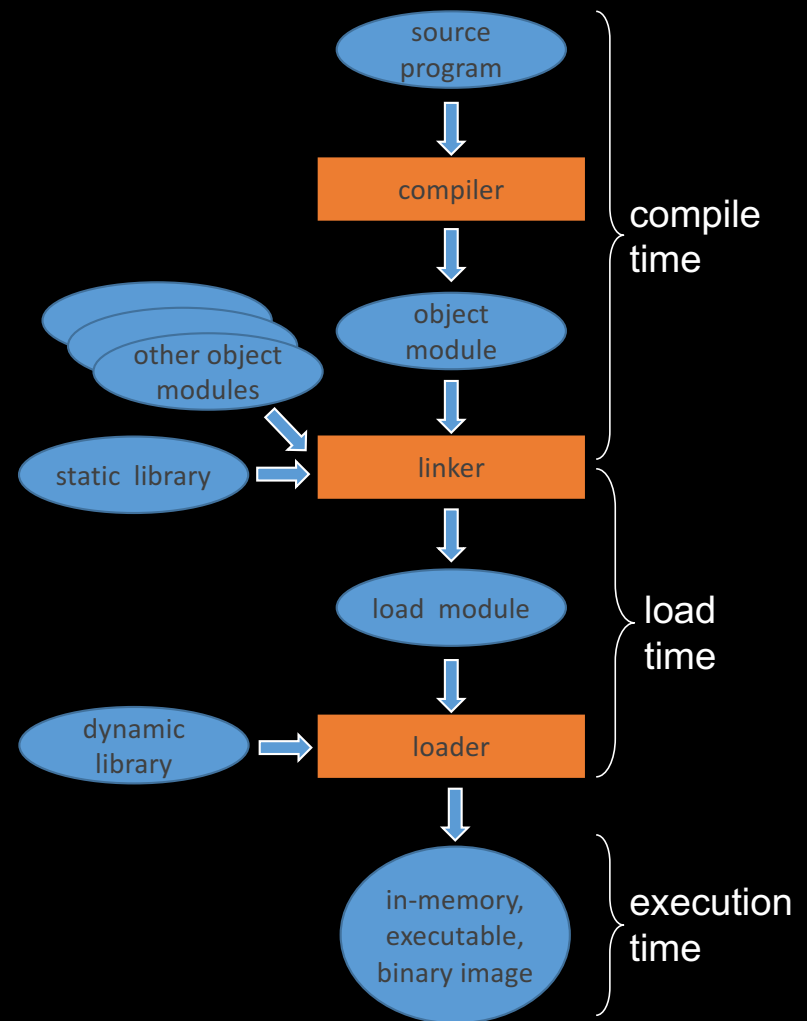 source
program
compiler
compile
time
object
module
other object
modules
static library
linker
load module
load
time
dynamic
library
loader
in-memory,
executable,
binary image
execution
time